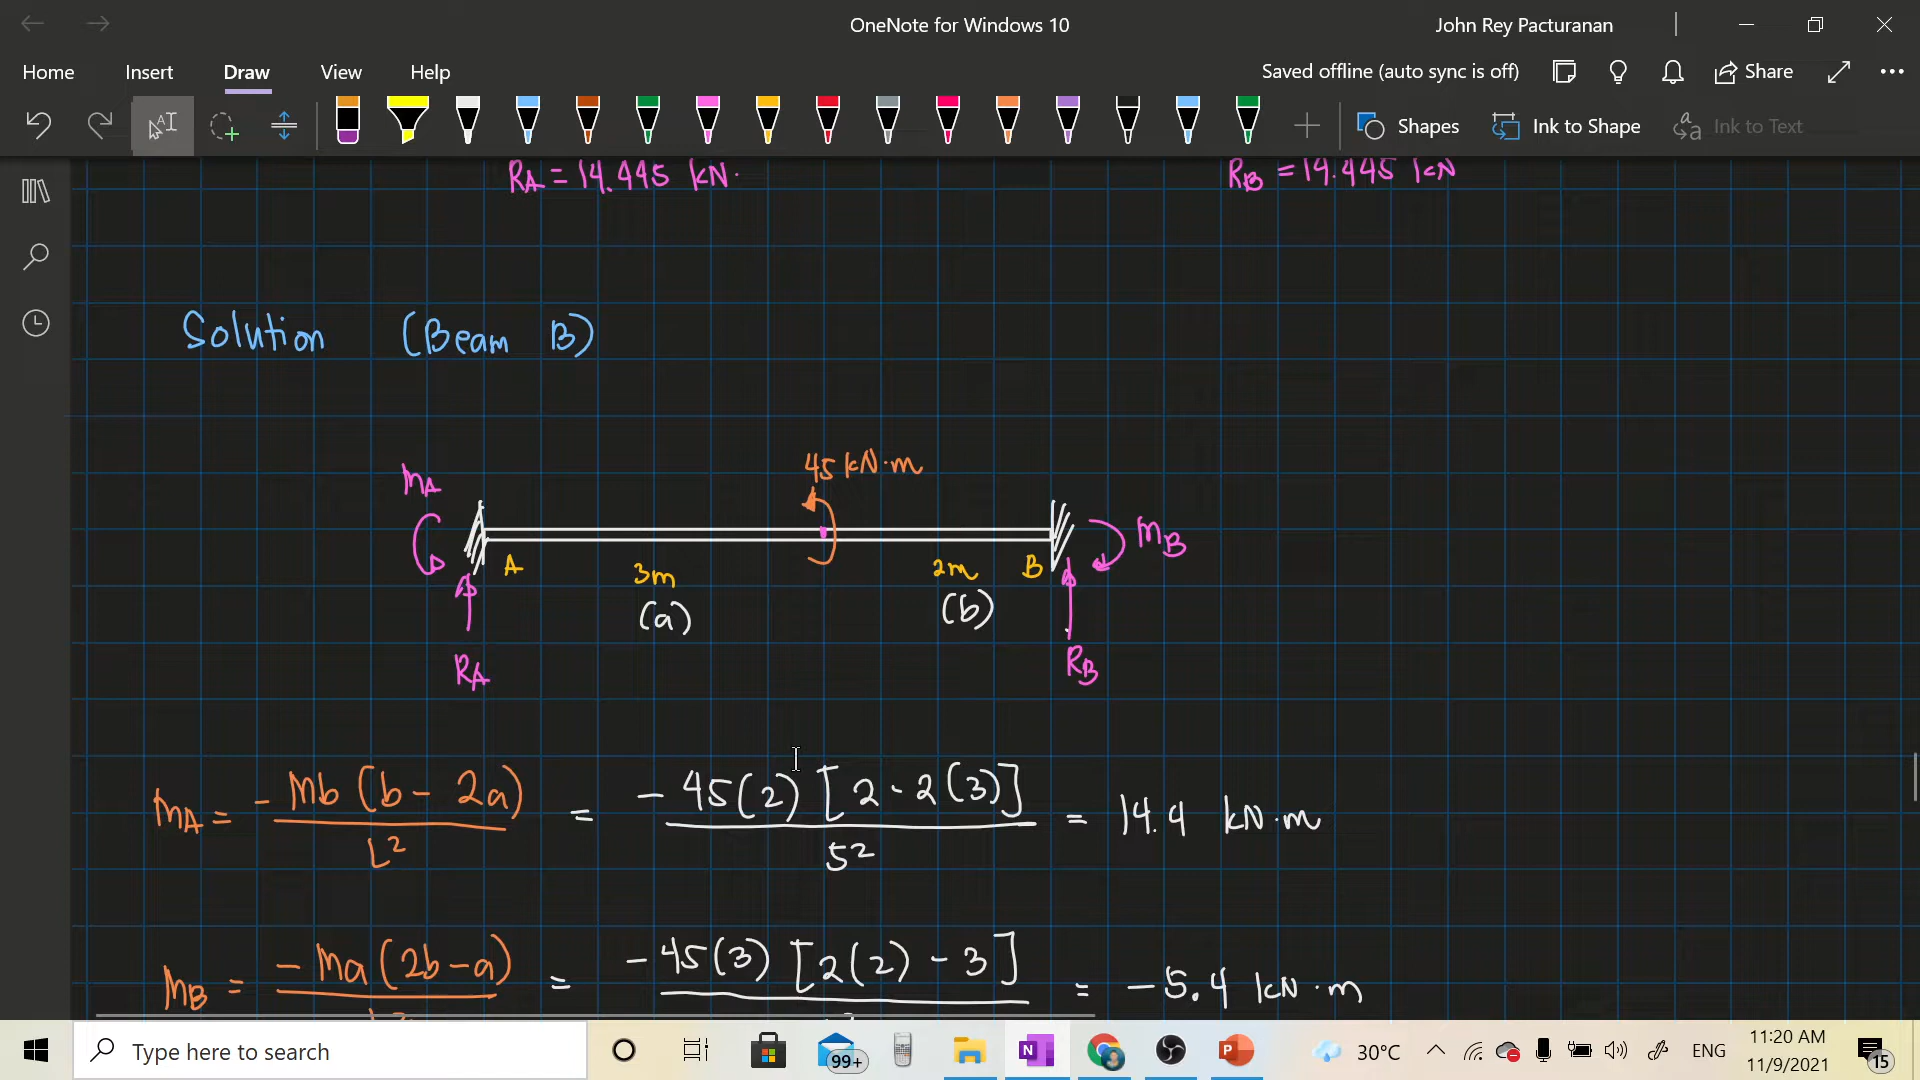 OneNote for Windows 10
John Rey Pacturanan
Home Insert Draw View Help
Saved offline (auto sync is off)
Share
Shapes
Ink to Shape
Ink to Text
RA = 14.445 kN.
RB = 14.445 kN
Solution (Beam B)
45 kN·m
MA
MB
A
3m
2m
B
(a)
(b)
RA
RB
MA = -Mb (b - 2a) / L² = -45(2) [2 - 2(3)] / 5² = 14.4 kN·m
MB = -Ma (2b-a) = -45(3) [2(2) - 3] = -5.4 kN·m
Type here to search
99+
N
P
30°C
ENG
11:20 AM
11/9/2021
15